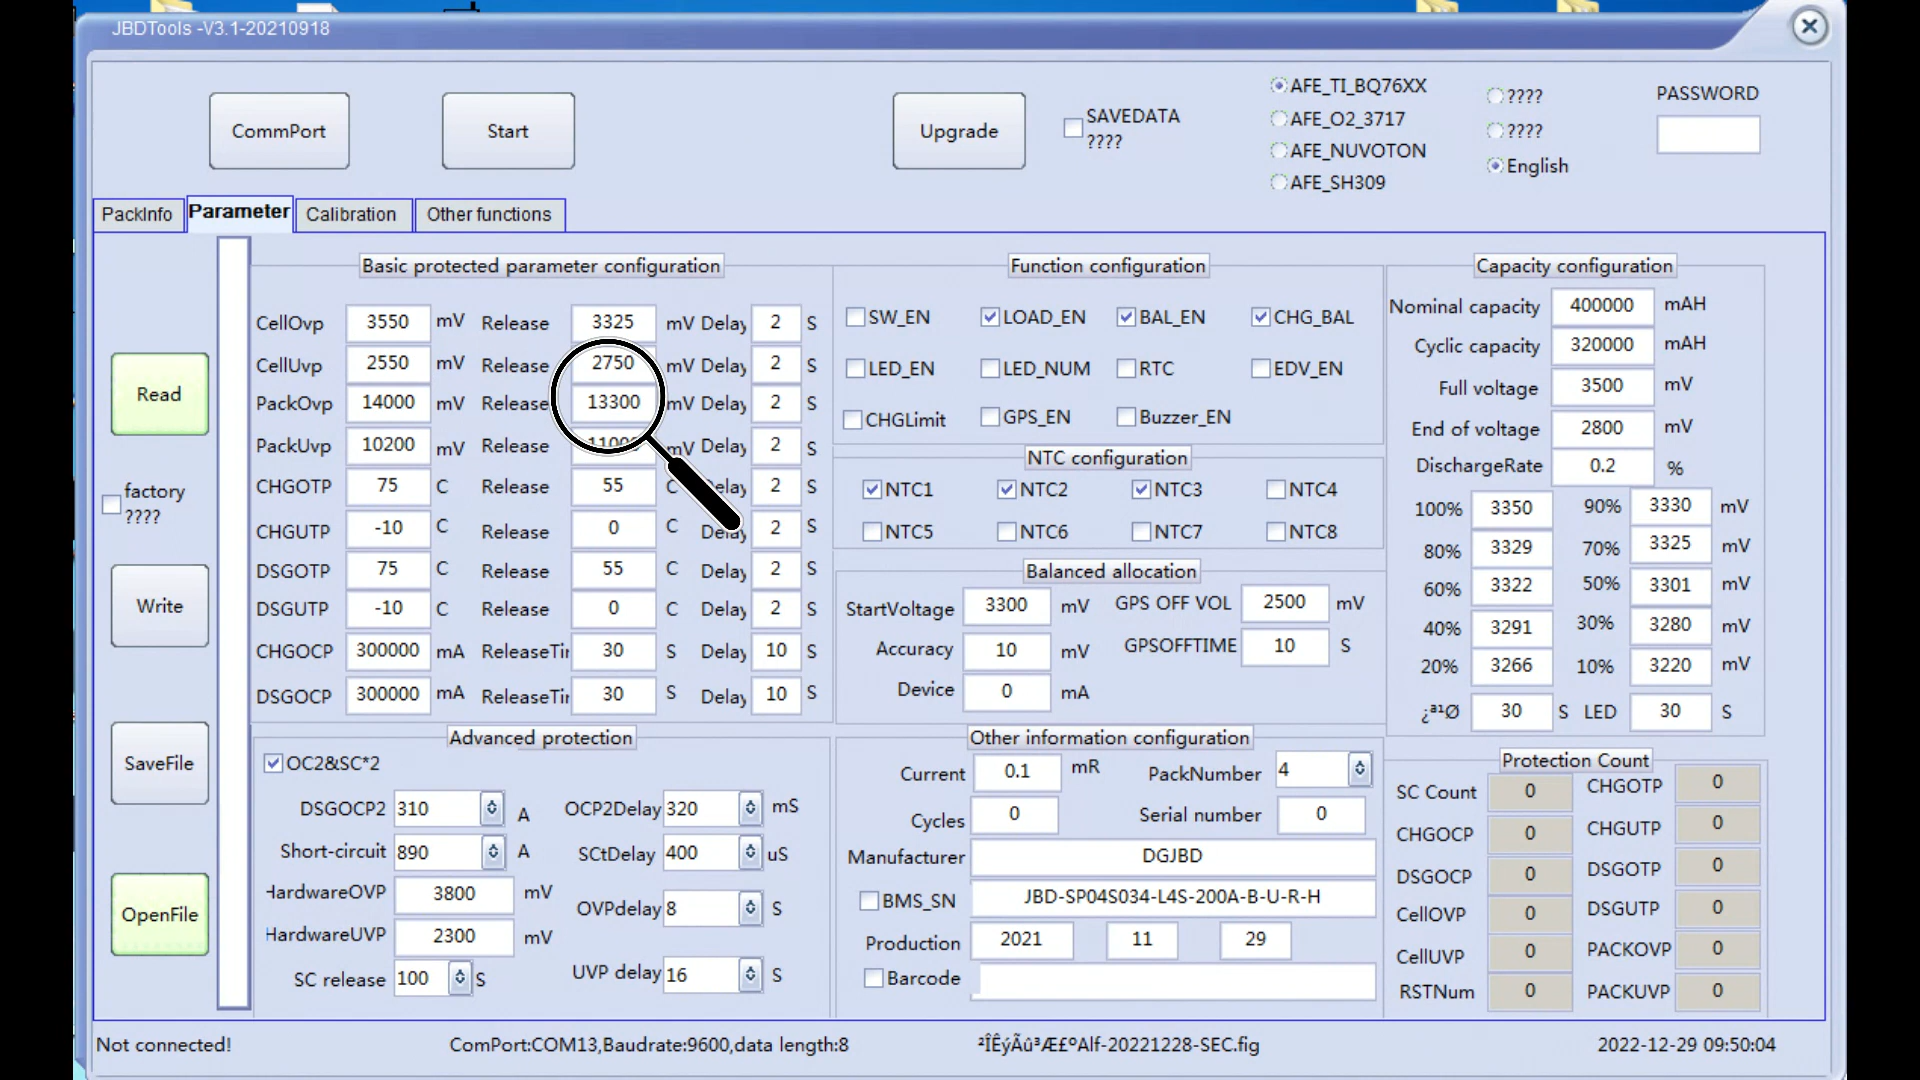 JBDTools -V3.1-20210918
CommPort
Start
Upgrade
SAVEDATA
????
AFE_TI_BQ76XX
AFE_O2_3717
AFE_NUVOTON
AFE_SH309
????
????
English
PASSWORD
PackInfo
Parameter
Calibration
Other functions
Read
factory
????
Write
SaveFile
OpenFile
Basic protected parameter configuration
CellOvp 3550 mV Release 3325 mV Delay 2 S
CellUvp 2550 mV Release 2750 mV Delay 2 S
PackOvp 14000 mV Release 13300 mV Delay 2 S
PackUvp 10200 mV Release mV Delay 2 S
CHGOTP 75 C Release 55 C Delay 2 S
CHGUTP -10 C Release 0 C Delay 2 S
DSGOTP 75 C Release 55 C Delay 2 S
DSGUTP -10 C Release 0 C Delay 2 S
CHGOCP 300000 mA ReleaseTir 30 S Delay 10 S
DSGOCP 300000 mA ReleaseTir 30 S Delay 10 S
Advanced protection
OC2&SC*2
DSGOCP2 310 A OCP2Delay 320 mS
Short-circuit 890 A SCtDelay 400 uS
HardwareOVP 3800 mV OVPdelay 8 S
HardwareUVP 2300 mV
SC release 100 S UVP delay 16 S
Function configuration
SW_EN LOAD_EN BAL_EN CHG_BAL
LED_EN LED_NUM RTC EDV_EN
CHGLimit GPS_EN Buzzer_EN
NTC configuration
NTC1 NTC2 NTC3 NTC4
NTC5 NTC6 NTC7 NTC8
Balanced allocation
StartVoltage 3300 mV GPS OFF VOL 2500 mV
Accuracy 10 mV GPSOFFTIME 10 S
Device 0 mA
Other information configuration
Current 0.1 mR PackNumber 4
Cycles 0 Serial number 0
Manufacturer DGJBD
BMS_SN JBD-SP04S034-L4S-200A-B-U-R-H
Production 2021 11 29
Barcode
Capacity configuration
Nominal capacity 400000 mAH
Cyclic capacity 320000 mAH
Full voltage 3500 mV
End of voltage 2800 mV
DischargeRate 0.2 %
100% 3350 90% 3330 mV
80% 3329 70% 3325 mV
60% 3322 50% 3301 mV
40% 3291 30% 3280 mV
20% 3266 10% 3220 mV
¿ª¹Ø 30 S LED 30 S
Protection Count
SC Count 0 CHGOTP 0
CHGOCP 0 CHGUTP 0
DSGOCP 0 DSGOTP 0
CellOVP 0 DSGUTP 0
CellUVP 0 PACKOVP 0
RSTNum 0 PACKUVP 0
Not connected!
ComPort:COM13,Baudrate:9600,data length:8
²ÎÊýÃû³Æ£ºAlf-20221228-SEC.fig
2022-12-29 09:50:04